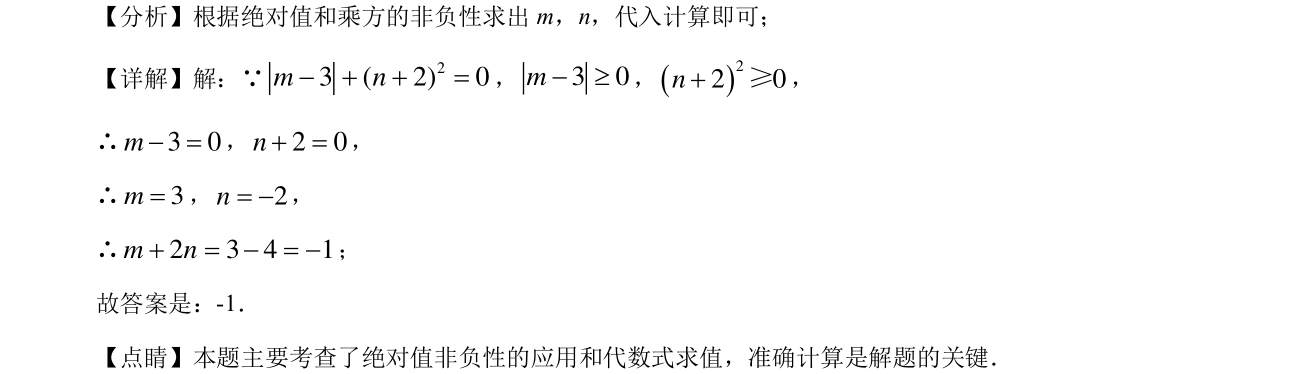 【分析】根据绝对值和乘方的非负性求出 m，n，代入计算即可；
【详解】解：∵|m−3|+(n+2)²=0，|m−3|≥0，(n+2)²≥0，
∴m−3=0，n+2=0，
∴m=3，n=−2，
∴m+2n=3−4=−1；
故答案是：-1．
【点睛】本题主要考查了绝对值非负性的应用和代数式求值，准确计算是解题的关键．